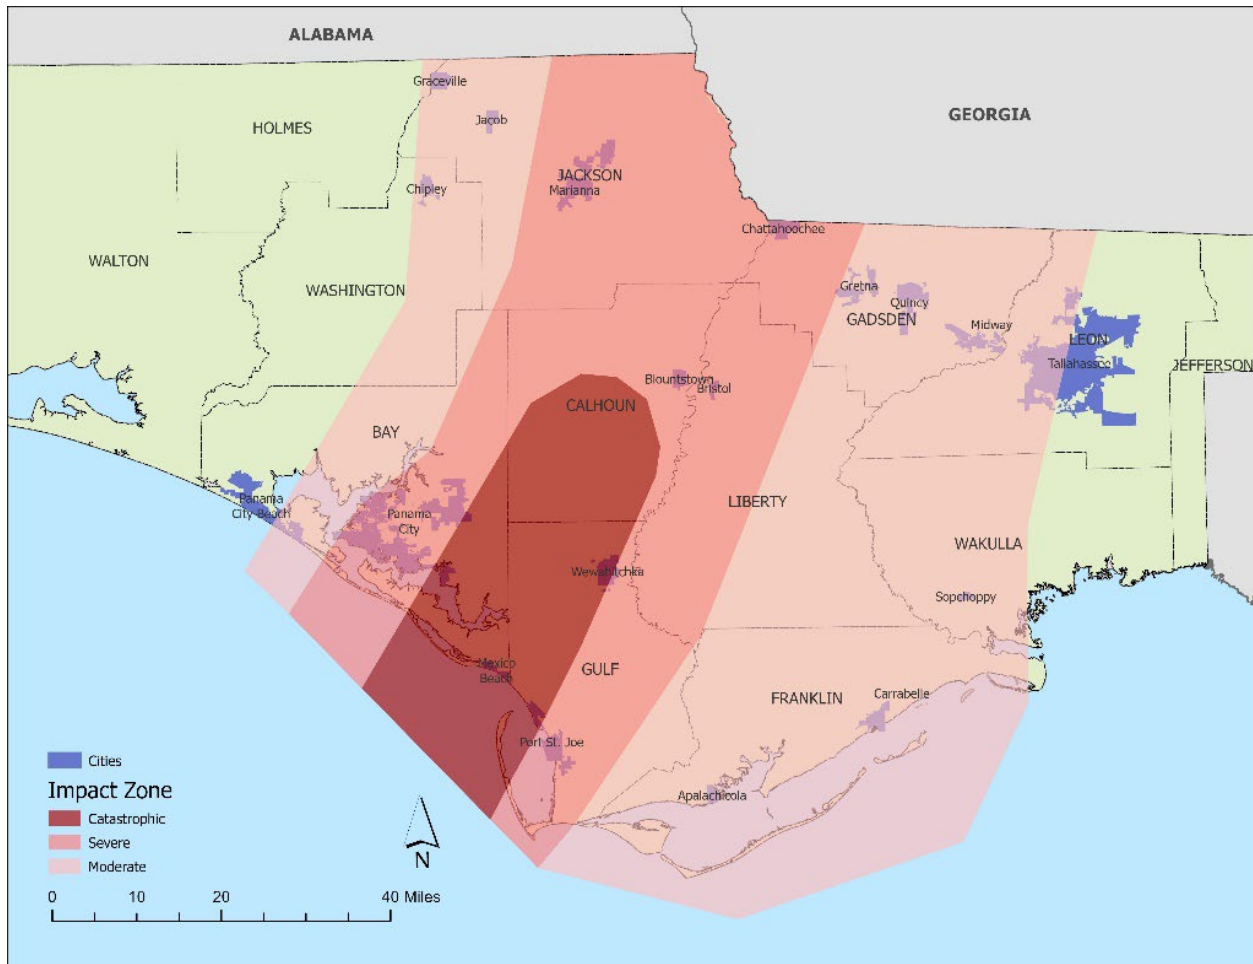 ALABAMA
Graceville
GEORGIA
Jacob
HOLMES
JACKSON
Marianna
Chipley
Chattahoochee
WALTON
WASHINGTON
Gretna
Quincy
GADSDEN
Midway
LEON
Tallahassee
JEFFERSON
Blountstown
Bristol
CALHOUN
BAY
Panama
City Beach
Panama
City
LIBERTY
WAKULLA
Wewahitchka
Sopchoppy
Mexico
Beach
GULF
FRANKLIN
Carrabelle
Port St. Joe
Apalachicola
Cities
Impact Zone
Catastrophic
Severe
Moderate
N
0 10 20 40 Miles